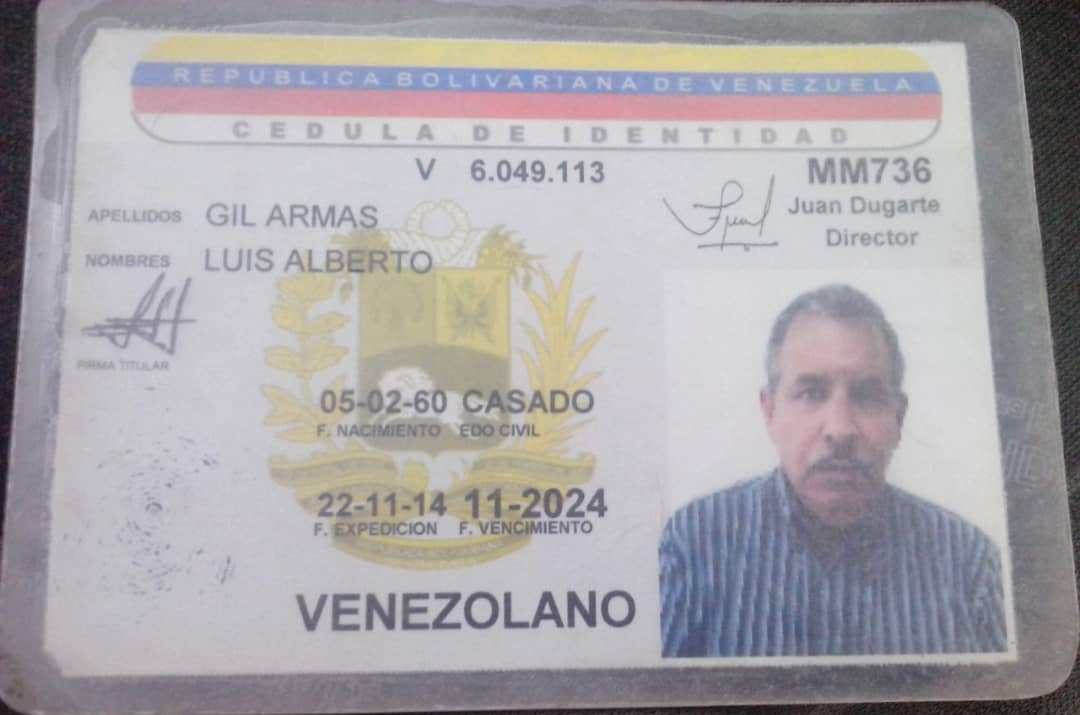 REPUBLICA BOLIVARIANA DE VENEZUELA
CEDULA DE IDENTIDAD
V 6.049.113
MM736
Juan Dugarte
Director
APELLIDOS GIL ARMAS
NOMBRES LUIS ALBERTO
FIRMA TITULAR
05-02-60 CASADO
F. NACIMIENTO EDO CIVIL
22-11-14 11-2024
F. EXPEDICION F. VENCIMIENTO
VENEZOLANO